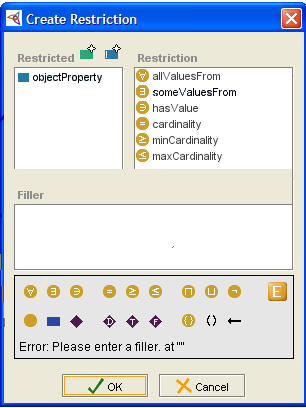 Create Restriction
Restricted
Restriction
objectProperty
∀ allValuesFrom
∃ someValuesFrom
∋ hasValue
= cardinality
≥ minCardinality
≤ maxCardinality
Filler
∀ ∃ ∋ = ≥ ≤ ⊓ ⊔ ¬ E
D T F {} () ←
Error: Please enter a filler. at ""
OK Cancel